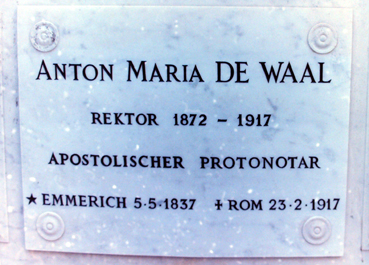 ANTON MARIA DE WAAL
REKTOR 1872 – 1917
APOSTOLISCHER PROTONOTAR
★ EMMERICH 5·5·1837 ✝ ROM 23·2·1917